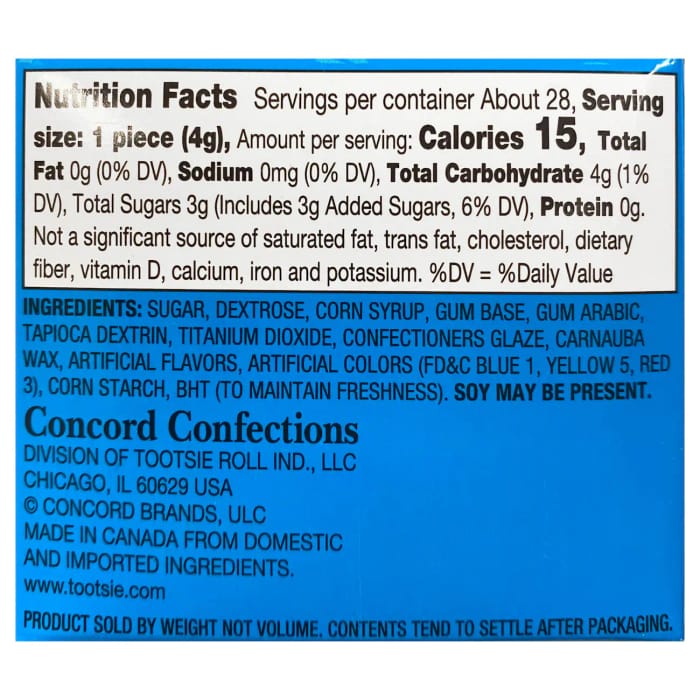 Nutrition Facts Servings per container About 28, Serving
size: 1 piece (4g), Amount per serving: Calories 15, Total
Fat 0g (0% DV), Sodium 0mg (0% DV), Total Carbohydrate 4g (1%
DV), Total Sugars 3g (Includes 3g Added Sugars, 6% DV), Protein 0g.
Not a significant source of saturated fat, trans fat, cholesterol, dietary
fiber, vitamin D, calcium, iron and potassium. %DV = %Daily Value
INGREDIENTS: SUGAR, DEXTROSE, CORN SYRUP, GUM BASE, GUM ARABIC,
TAPIOCA DEXTRIN, TITANIUM DIOXIDE, CONFECTIONERS GLAZE, CARNAUBA
WAX, ARTIFICIAL FLAVORS, ARTIFICIAL COLORS (FD&C BLUE 1, YELLOW 5, RED
3), CORN STARCH, BHT (TO MAINTAIN FRESHNESS). SOY MAY BE PRESENT.
Concord Confections
DIVISION OF TOOTSIE ROLL IND., LLC
CHICAGO, IL 60629 USA
© CONCORD BRANDS, ULC
MADE IN CANADA FROM DOMESTIC
AND IMPORTED INGREDIENTS.
www.tootsie.com
PRODUCT SOLD BY WEIGHT NOT VOLUME. CONTENTS TEND TO SETTLE AFTER PACKAGING.